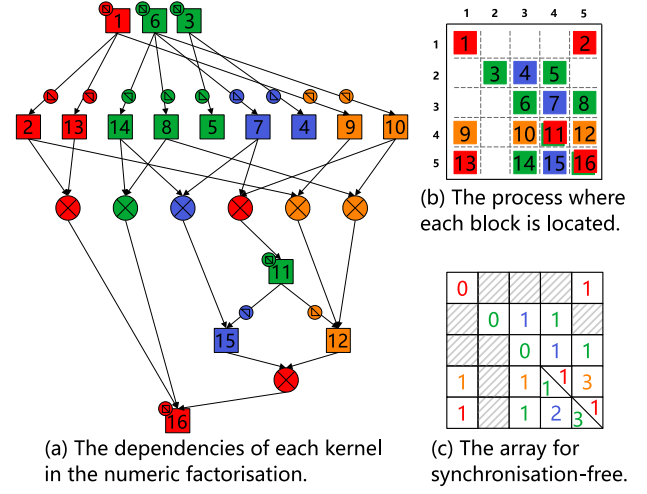 1 6 3
2 13 14 8 5 7 4 9 10
11
15 12
16
(a) The dependencies of each kernel
in the numeric factorisation.
1 2 3 4 5
1 1 2
2 3 4 5
3 6 7 8
4 9 10 11 12
5 13 14 15 16
(b) The process where
each block is located.
0 1
0 1 1
0 1 1
1 1 1 1 3
1 1 2 3 1
(c) The array for
synchronisation-free.